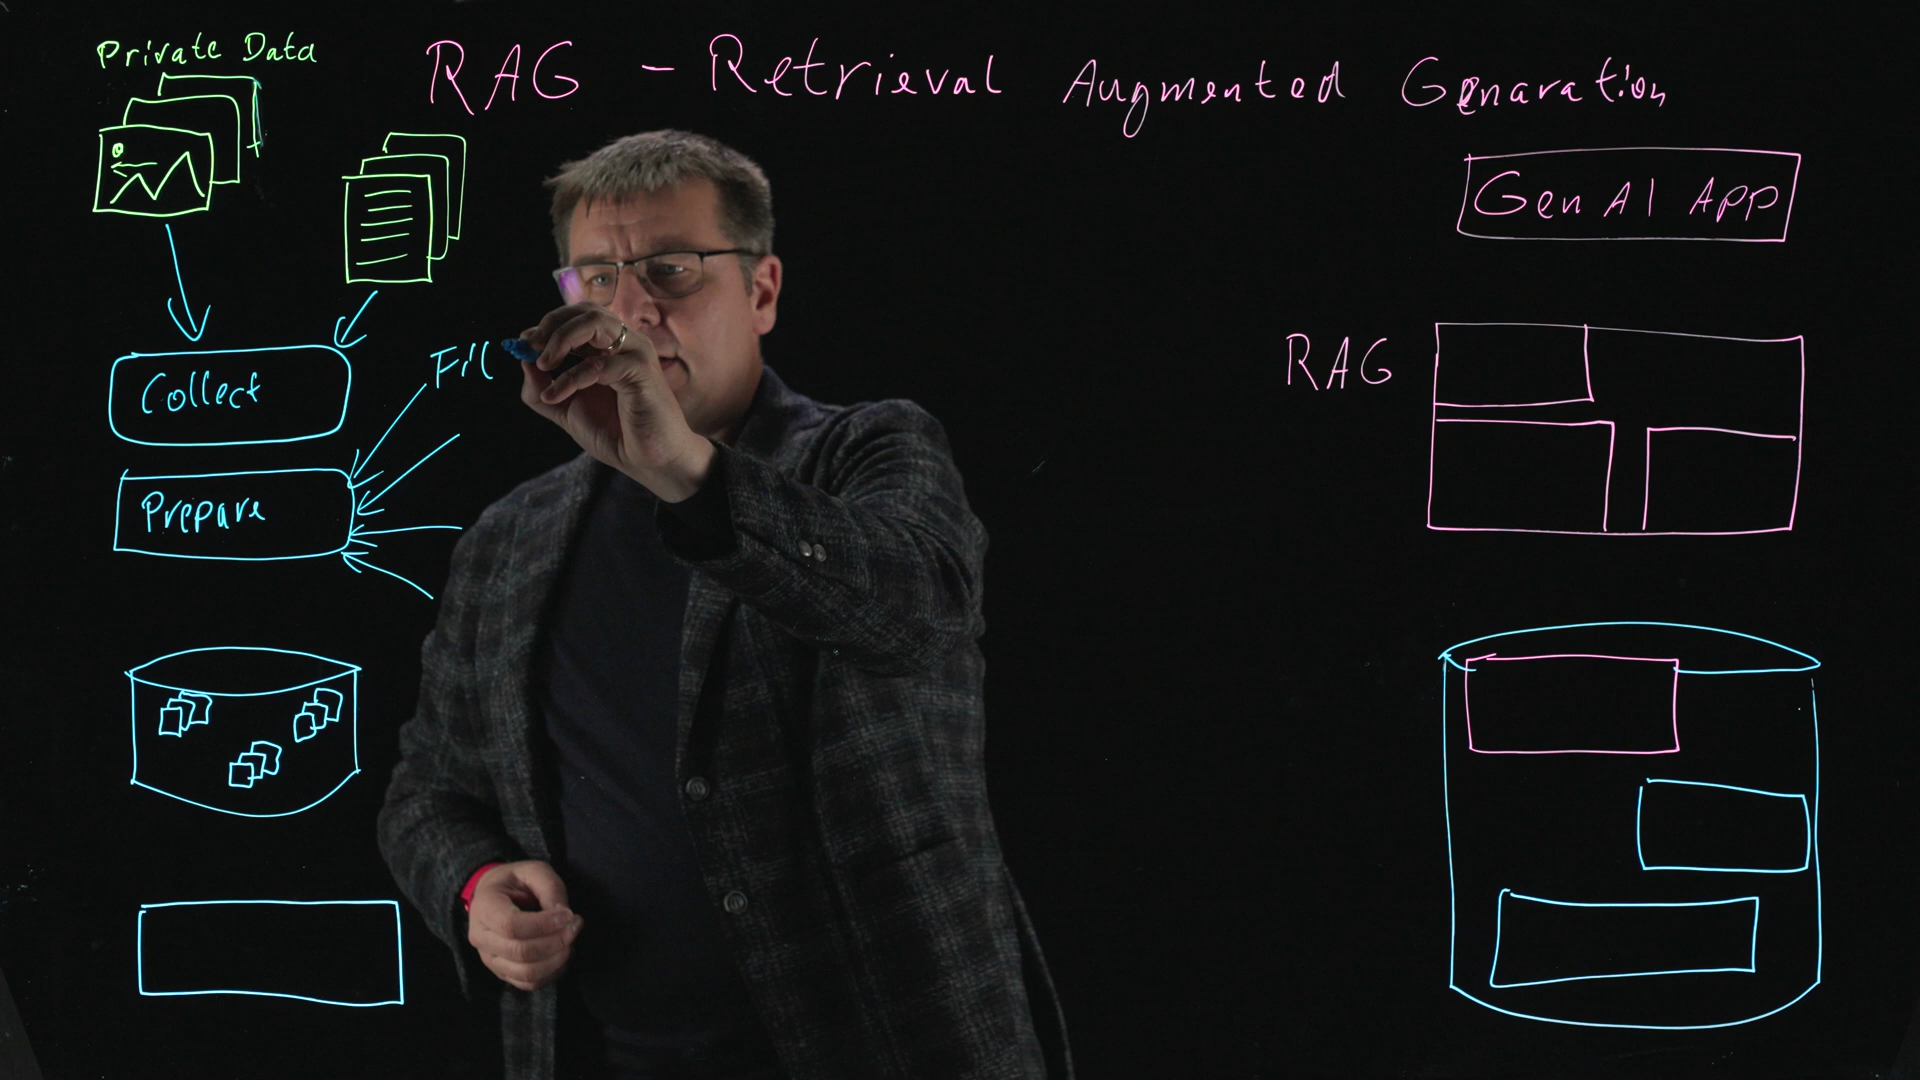 Private Data
RAG - Retrieval Augmented Genaration
Gen AI APP
RAG
Collect
Fil
Prepare